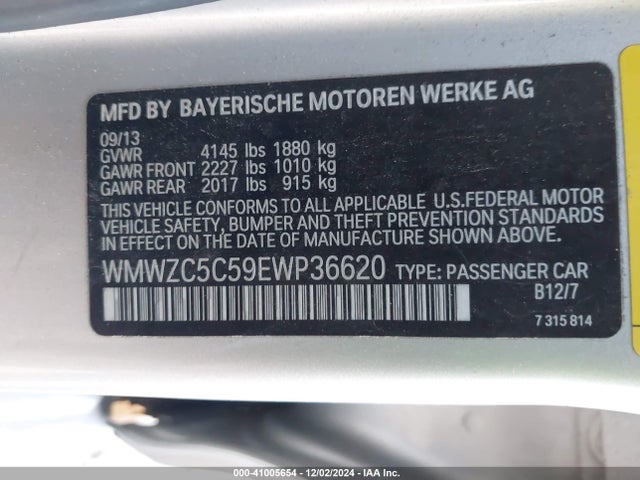 MFD BY BAYERISCHE MOTOREN WERKE AG
09/13
GVWR 4145 lbs 1880 kg
GAWR FRONT 2227 lbs 1010 kg
GAWR REAR 2017 lbs 915 kg
THIS VEHICLE CONFORMS TO ALL APPLICABLE U.S.FEDERAL MOTOR
VEHICLE SAFETY, BUMPER AND THEFT PREVENTION STANDARDS
IN EFFECT ON THE DATE OF MANUFACTURE SHOWN ABOVE.
WMWZC5C59EWP36620 TYPE: PASSENGER CAR
B12/7
7 315 814
©-41005654 - 12/02/2024 - IAA Inc.